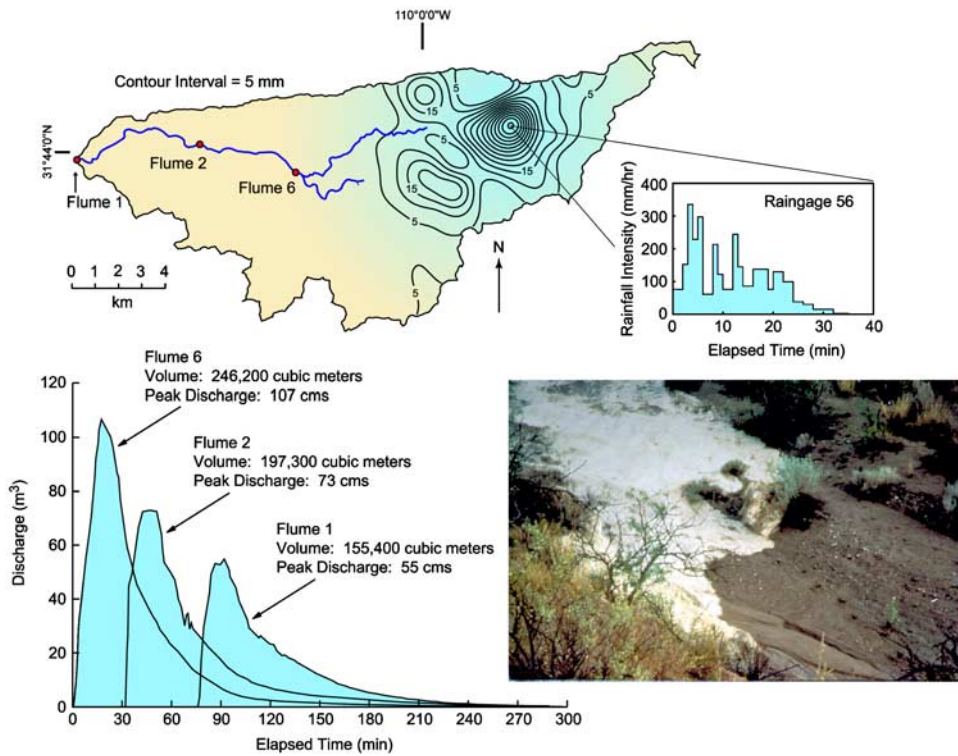 110°0'0"W
Contour Interval = 5 mm
31°44'0"N
Flume 1
Flume 2
Flume 6
5
5
5
15
15
5
15
15
5
5
N
0 1 2 3 4
km
Raingage 56
Rainfall Intensity (mm/hr)
400
300
200
100
0
0 10 20 30 40
Elapsed Time (min)
Flume 6
Volume: 246,200 cubic meters
Peak Discharge: 107 cms
Flume 2
Volume: 197,300 cubic meters
Peak Discharge: 73 cms
Flume 1
Volume: 155,400 cubic meters
Peak Discharge: 55 cms
Discharge (m³)
120
100
80
60
40
20
0
0 30 60 90 120 150 180 210 240 270 300
Elapsed Time (min)